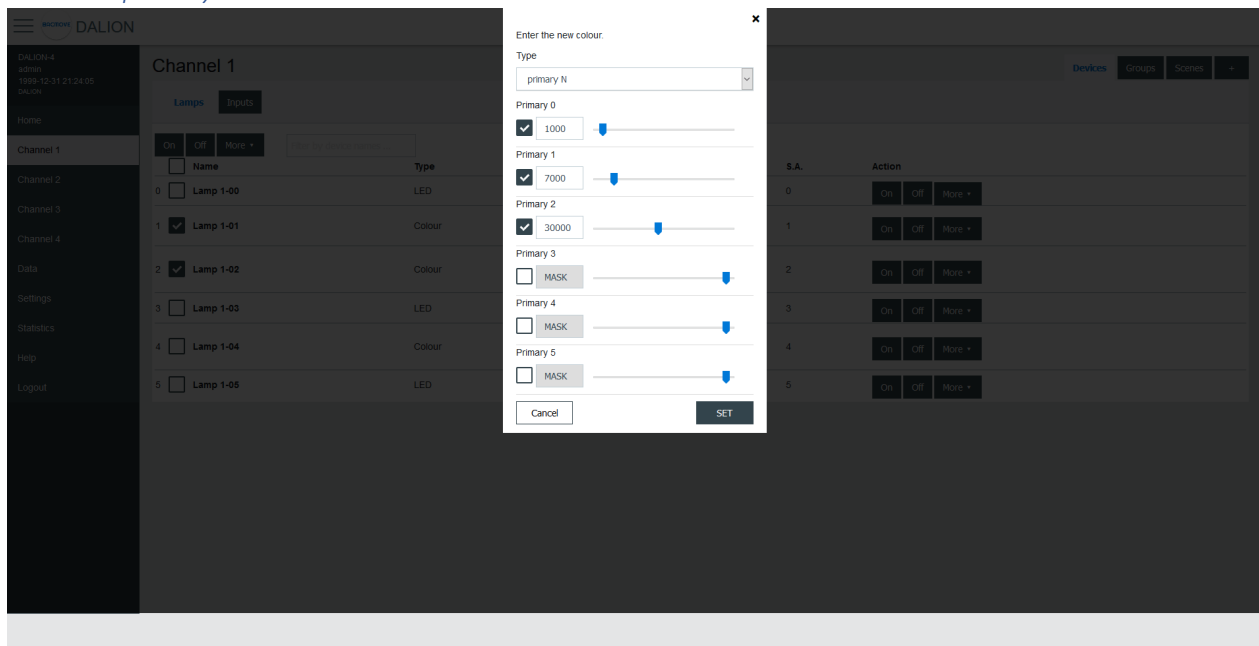 MICROSYS DALION
DALION-4
admin
1999-12-31 21:24:05
DALION
Home
Channel 1
Channel 2
Channel 3
Channel 4
Data
Settings
Statistics
Help
Logout
Channel 1
Devices Groups Scenes +
Lamps Inputs
On Off More
Name Type S.A. Action
0 Lamp 1-00 LED 0 On Off More
1 Lamp 1-01 Colour 1 On Off More
2 Lamp 1-02 Colour 2 On Off More
3 Lamp 1-03 LED 3 On Off More
4 Lamp 1-04 Colour 4 On Off More
5 Lamp 1-05 LED 5 On Off More
×
Enter the new colour.
Type
primary N
Primary 0
1000
Primary 1
7000
Primary 2
30000
Primary 3
MASK
Primary 4
MASK
Primary 5
MASK
Cancel SET